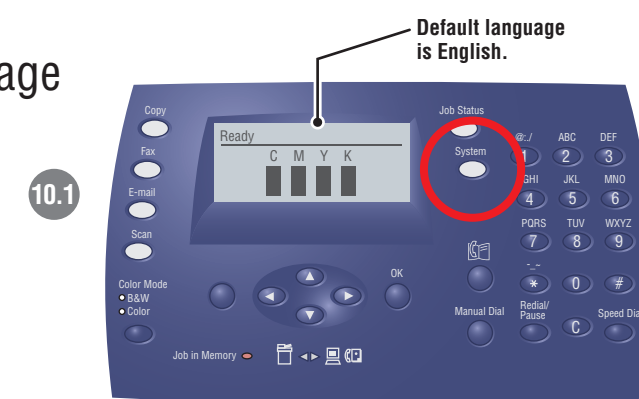 Default language
is English.
age
10.1
Copy
Fax
E-mail
Scan
Color Mode
B&W
Color
Job in Memory
Ready
C M Y K
OK
Job Status
System
Manual Dial
@:./ ABC DEF
1 2 3
GHI JKL MNO
4 5 6
PQRS TUV WXYZ
7 8 9
-_~
* 0 #
Redial/
Pause
C
Speed Dia